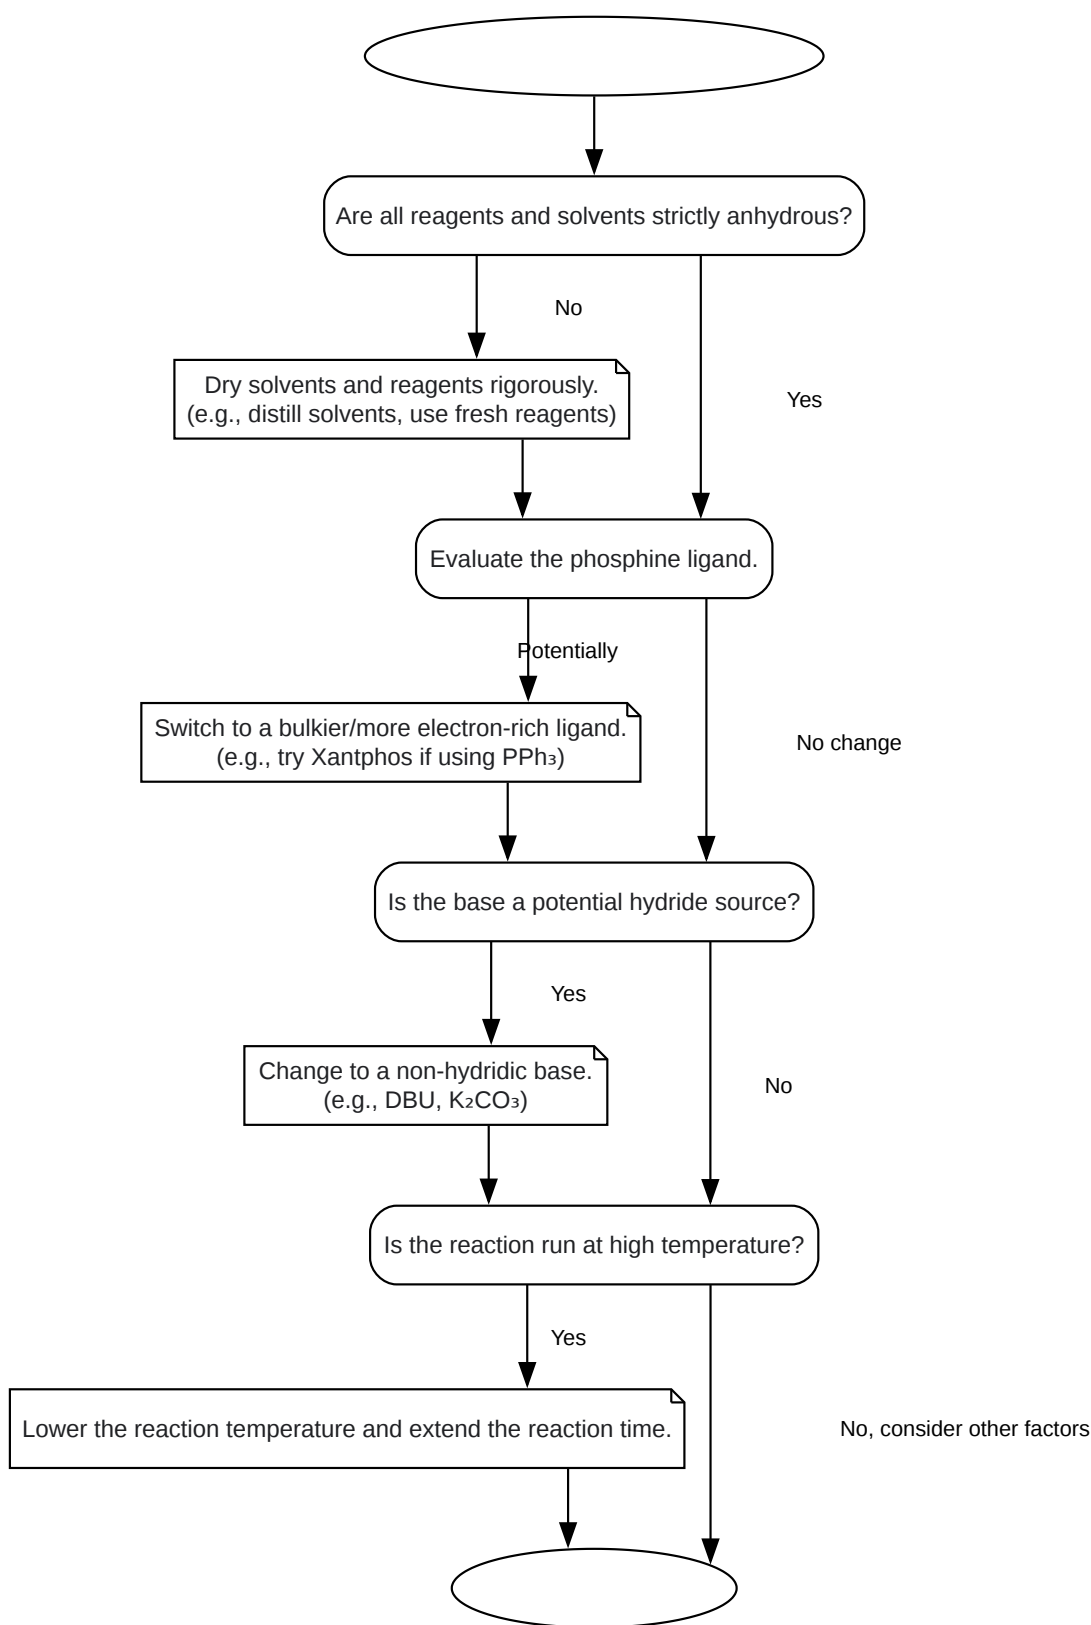 Are all reagents and solvents strictly anhydrous?
No
Dry solvents and reagents rigorously.
(e.g., distill solvents, use fresh reagents)
Yes
Evaluate the phosphine ligand.
Potentially
Switch to a bulkier/more electron-rich ligand.
(e.g., try Xantphos if using PPh₃)
No change
Is the base a potential hydride source?
Yes
Change to a non-hydridic base.
(e.g., DBU, K₂CO₃)
No
Is the reaction run at high temperature?
Yes
Lower the reaction temperature and extend the reaction time.
No, consider other factors